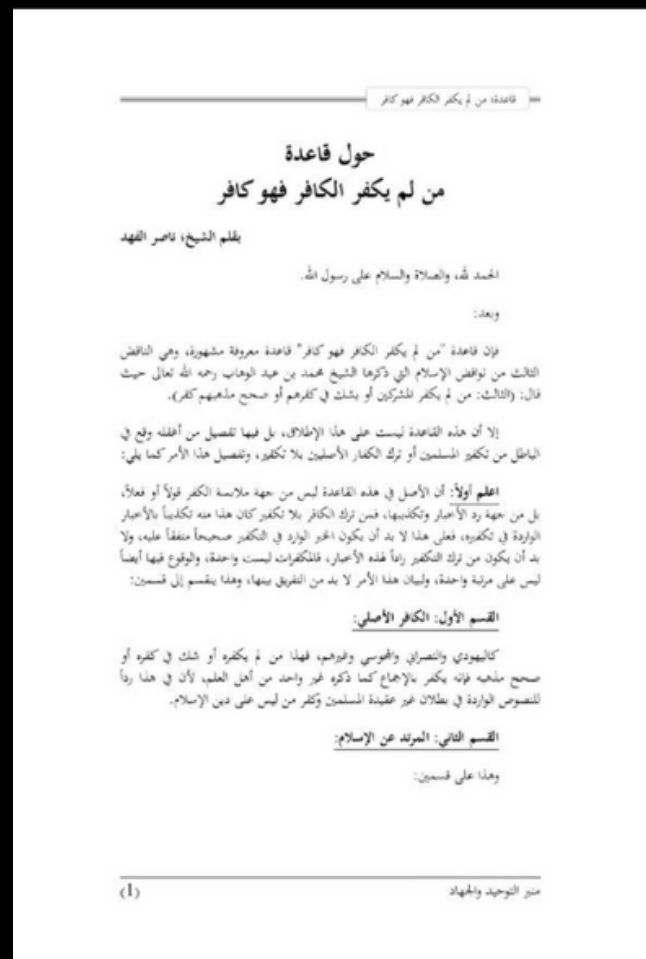 قاعدة: من لم يكفر الكافر فهو كافر
حول قاعدة
من لم يكفر الكافر فهو كافر
بقلم الشيخ؛ ناصر الفهد
الحمد لله، والصلاة والسلام على رسول الله.
وبعد:
فإن قاعدة "من لم يكفر الكافر فهو كافر" قاعدة معروفة مشهورة، وهي الناقض
الثالث من نواقض الإسلام التي ذكرها الشيخ محمد بن عبد الوهاب رحمه الله تعالى حيث
قال: (الثالث: من لم يكفر المشركين أو يشك في كفرهم أو صحح مذهبهم كفر).
إلا أن هذه القاعدة ليست على هذا الإطلاق، بل فيها تفصيل من أغفله وقع في
الباطل من تكفير المسلمين أو ترك الكفار الأصليين بلا تكفير، وتفصيل هذا الأمر كما يلي:
اعلم أولاً: أن الأصل في هذه القاعدة ليس من جهة ملابسة الكفر قولاً أو فعلاً،
بل من جهة رد الأخبار وتكذيبها، فمن ترك الكافر بلا تكفير كان هذا منه تكذيباً بالأخبار
الواردة في تكفيره، فعلى هذا لا بد أن يكون الخبر الوارد في التكفير صحيحاً متفقاً عليه، ولا
بد أن يكون من ترك التكفير راداً لهذه الأخبار، فالمكفرات ليست واحدة، والوقوع فيها أيضاً
ليس على مرتبة واحدة، ولبيان هذا الأمر لا بد من التفريق بينها، وهذا ينقسم إلى قسمين:
القسم الأول: الكافر الأصلي:
كاليهودي والنصراني والمجوسي وغيرهم، فهذا من لم يكفره أو شك في كفره أو
صحح مذهبه فإنه يكفر بالإجماع كما ذكره غير واحد من أهل العلم، لأن في هذا رداً
للنصوص الواردة في بطلان غير عقيدة المسلمين وكفر من ليس على دين الإسلام.
القسم الثاني: المرتد عن الإسلام:
وهذا على قسمين:
منبر التوحيد والجهاد (1)